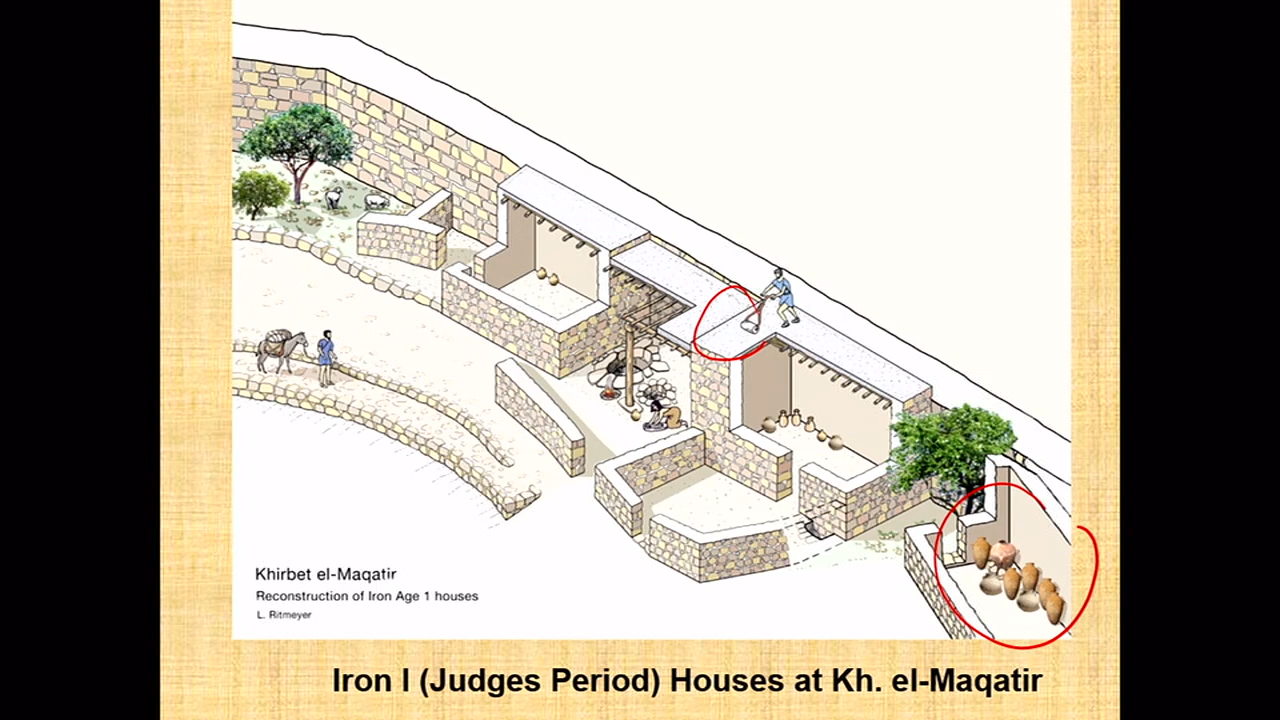 Khirbet el-Maqatir
Reconstruction of Iron Age 1 houses
L. Ritmeyer
Iron I (Judges Period) Houses at Kh. el-Maqatir